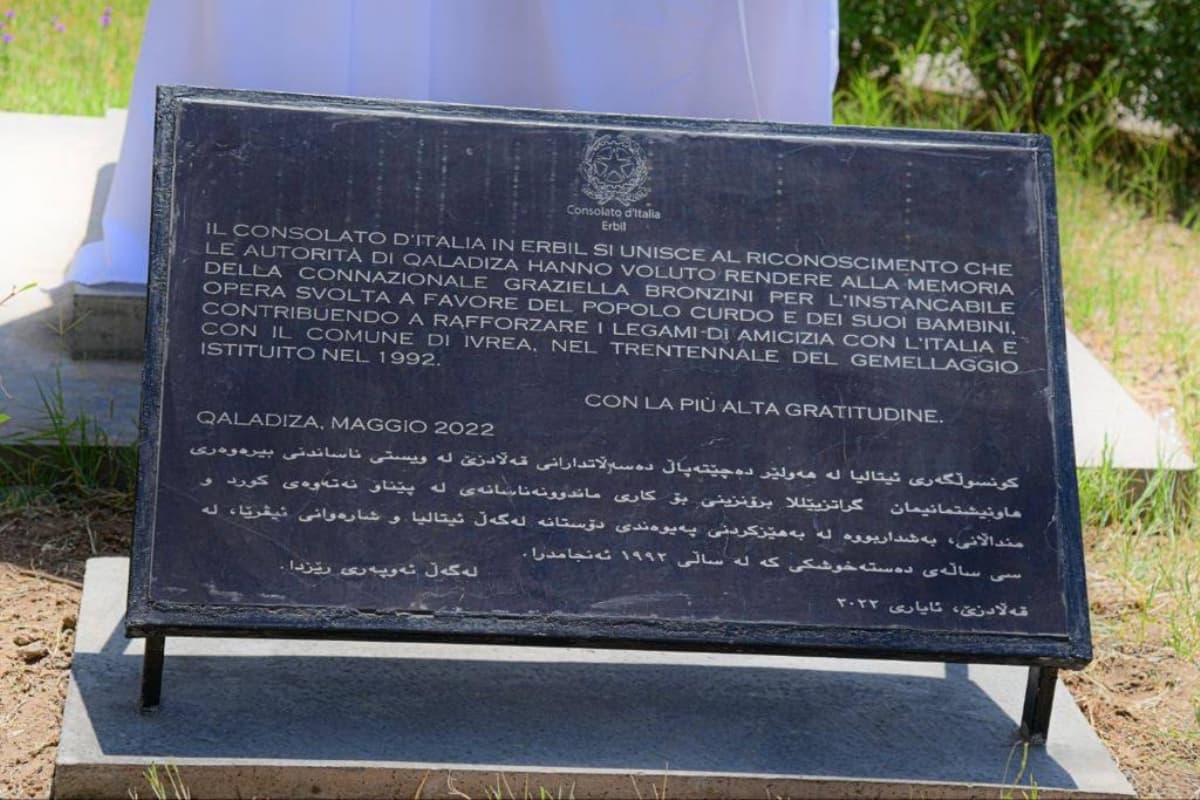 Consolato d'Italia
Erbil
IL CONSOLATO D'ITALIA IN ERBIL SI UNISCE AL RICONOSCIMENTO CHE
LE AUTORITÀ DI QALADIZA HANNO VOLUTO RENDERE ALLA MEMORIA
DELLA CONNAZIONALE GRAZIELLA BRONZINI PER L'INSTANCABILE
OPERA SVOLTA A FAVORE DEL POPOLO CURDO E DEI SUOI BAMBINI,
CONTRIBUENDO A RAFFORZARE I LEGAMI DI AMICIZIA CON L'ITALIA E
CON IL COMUNE DI IVREA, NEL TRENTENNALE DEL GEMELLAGGIO
ISTITUITO NEL 1992.
CON LA PIÙ ALTA GRATITUDINE.
QALADIZA, MAGGIO 2022
کونسوڵگەری ئیتالیا لە هەولێر دەچێتەپاڵ دەسەڵاتدارانی قەڵادزێ لە ویستی ناساندنی بیرەوەری
هاونیشتمانیمان گراتزیێللا برۆنزینی بۆ کاری ماندوونەناسانەی لە پێناو نەتەوەی کورد و
منداڵانی، بەشداربووە لە بەهێزکردنی پەیوەندی دۆستانە لەگەڵ ئیتالیا و شارەوانی ئیڤرێا، لە
سی ساڵەی دەستەخوشکی کە لە ساڵی ١٩٩٢ ئەنجامدرا.
لەگەڵ ئەوپەڕی رێزدا.
قەڵادزێ، ئایاری ٢٠٢٢